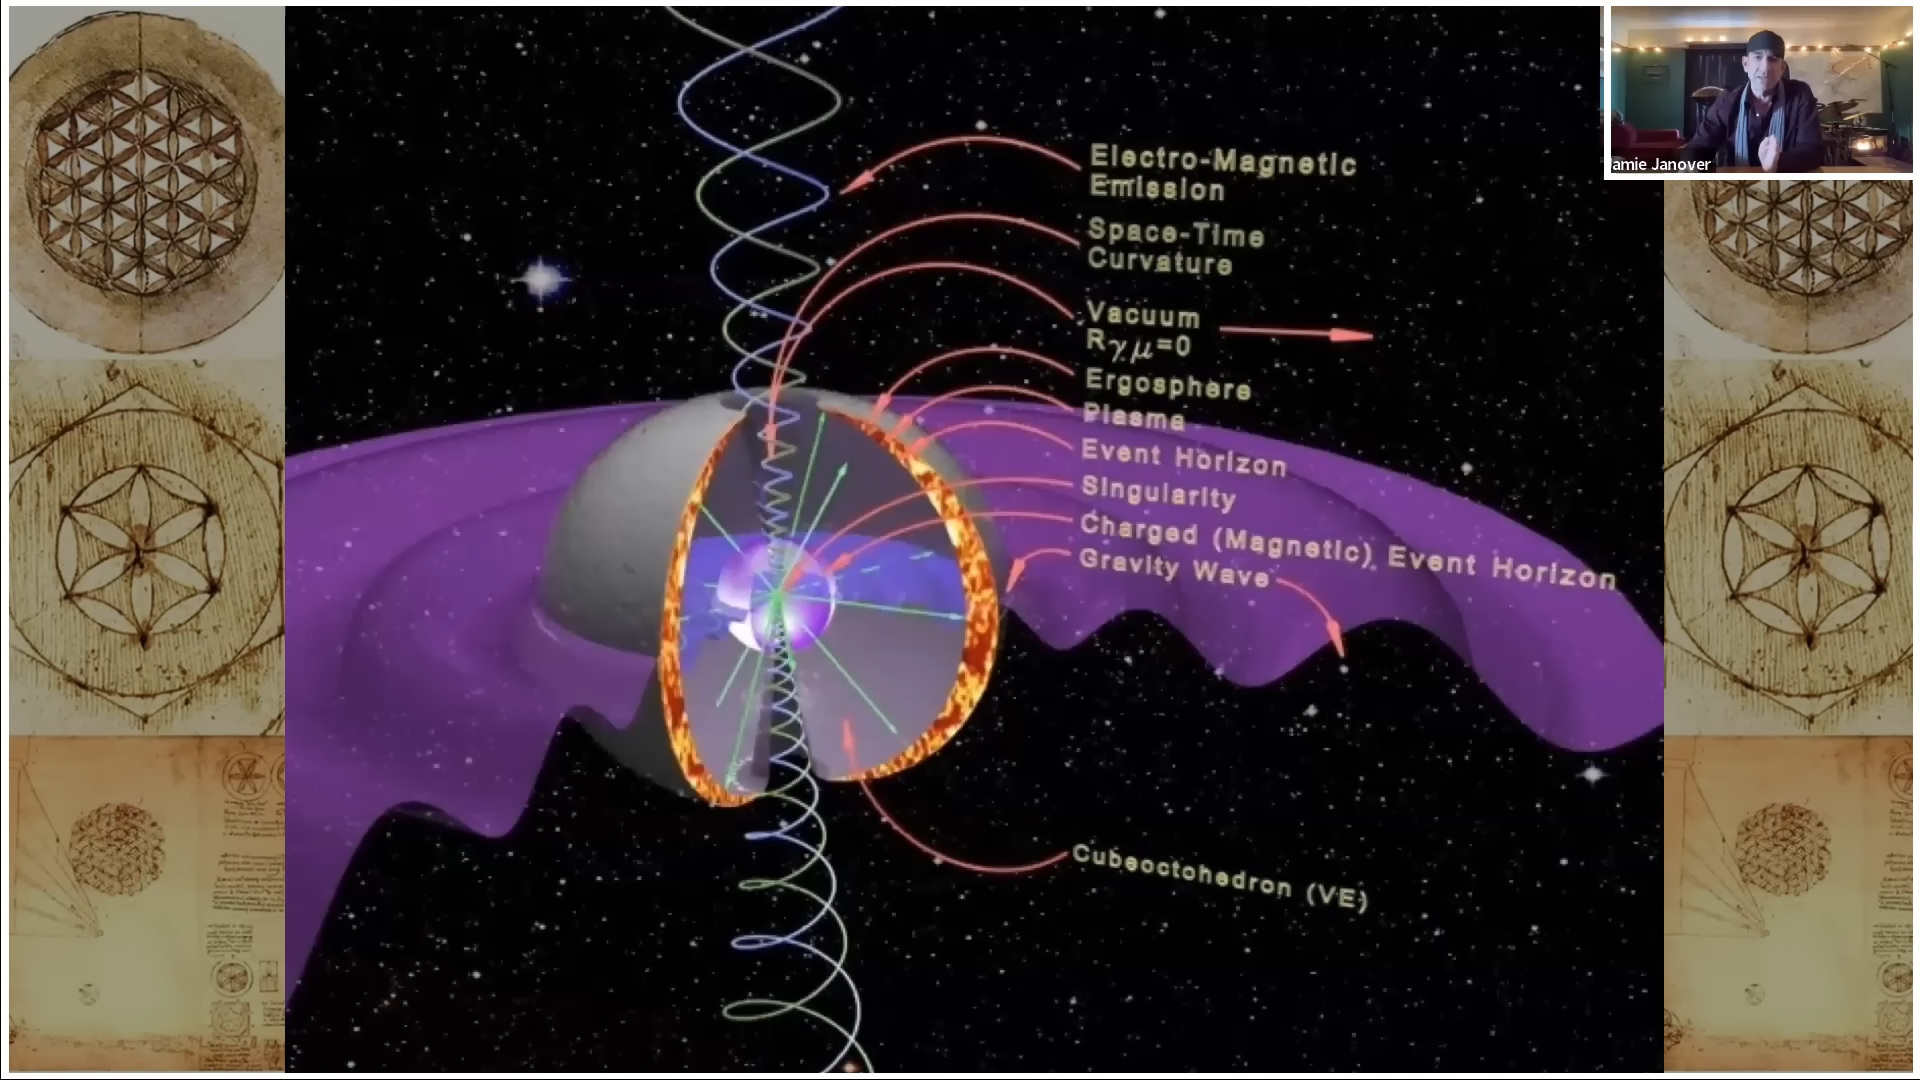 Electro-Magnetic
Emission
Space-Time
Curvature
Vacuum
Rγμ=0
Ergosphere
Plasma
Event Horizon
Singularity
Charged (Magnetic) Event Horizon
Gravity Wave
Cubeoctohedron (VE)
amie Janover